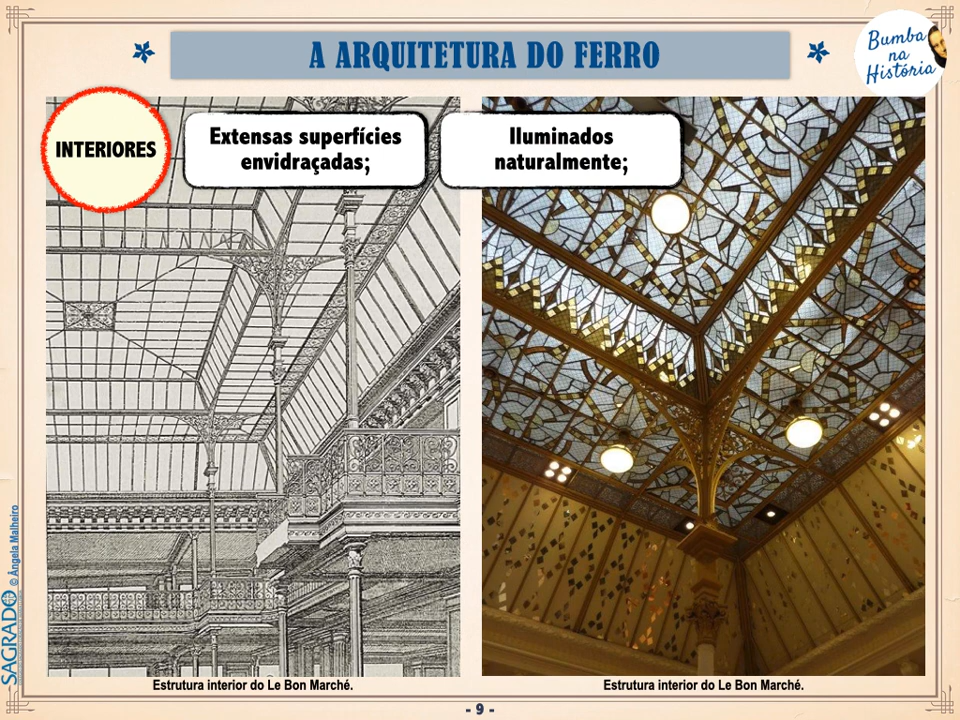 A ARQUITETURA DO FERRO
Bumba
na
História
INTERIORES
Extensas superfícies
envidraçadas;
Iluminados
naturalmente;
SAGRADO © Ângela Malheiro
Estrutura interior do Le Bon Marché.
Estrutura interior do Le Bon Marché.
- 9 -